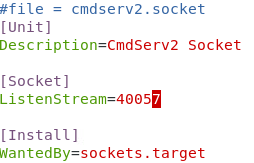 #file = cmdserv2.socket
[Unit]
Description=CmdServ2 Socket

[Socket]
ListenStream=40057

[Install]
WantedBy=sockets.target